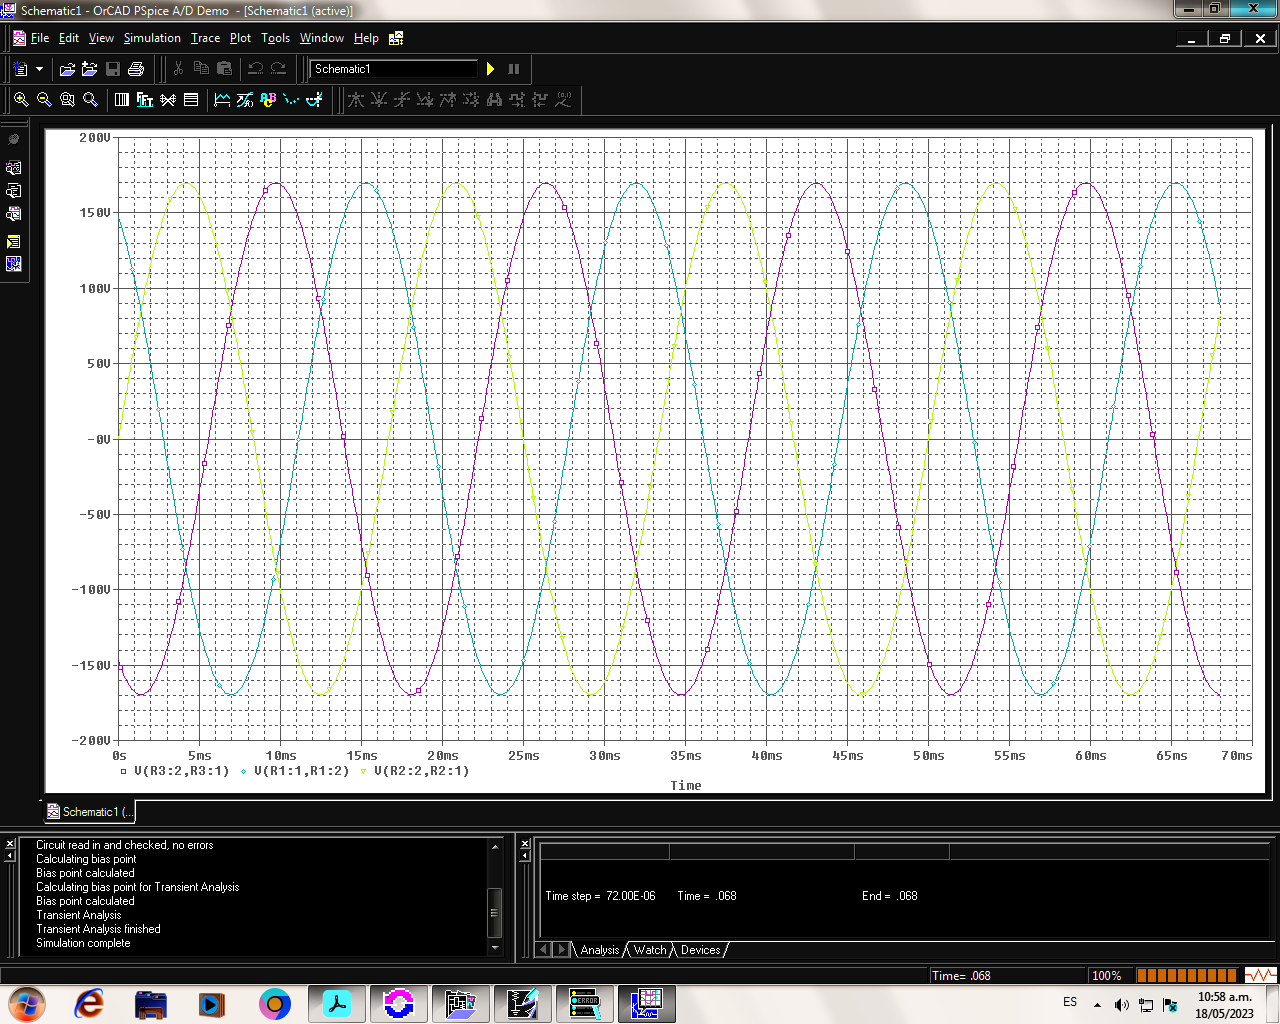 Schematic1 - OrCAD PSpice A/D Demo - [Schematic1 (active)]
File Edit View Simulation Trace Plot Tools Window Help
Schematic1
200V
150V
100V
50V
-0V
-50V
-100V
-150V
-200V
0s 5ms 10ms 15ms 20ms 25ms 30ms 35ms 40ms 45ms 50ms 55ms 60ms 65ms 70ms
V(R3:2,R3:1) V(R1:1,R1:2) V(R2:2,R2:1)
Time
Schematic1 (...
Circuit read in and checked, no errors
Calculating bias point
Bias point calculated
Calculating bias point for Transient Analysis
Bias point calculated
Transient Analysis
Transient Analysis finished
Simulation complete
Time step = 72.00E-06 Time = .068 End = .068
Analysis Watch Devices
Time= .068 100%
ES
10:58 a.m.
18/05/2023